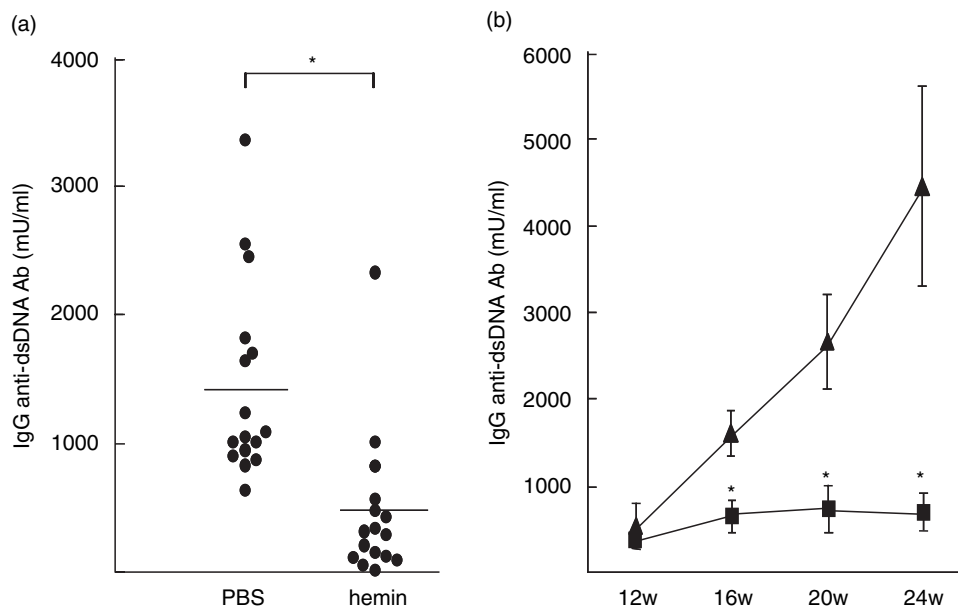 (a)
4000
3000
2000
1000
IgG anti-dsDNA Ab (mU/ml)
*
PBS
hemin
(b)
6000
5000
4000
3000
2000
1000
IgG anti-dsDNA Ab (mU/ml)
*
*
*
12w
16w
20w
24w